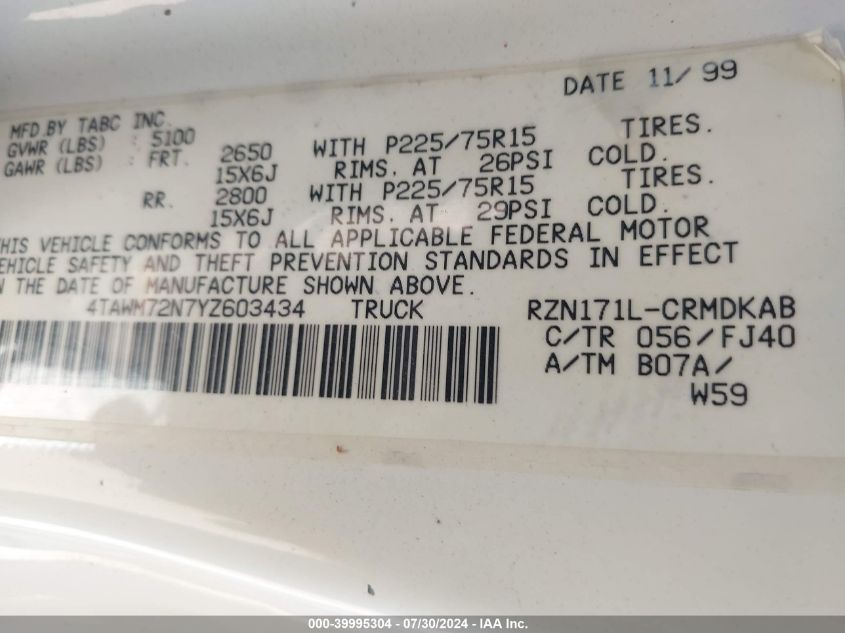 DATE 11/99
MFD.BY TABC INC.
GVWR (LBS) : 5100
GAWR (LBS) : FRT. 2650 WITH P225/75R15 TIRES.
15X6J RIMS. AT 26PSI COLD.
RR. 2800 WITH P225/75R15 TIRES.
15X6J RIMS. AT 29PSI COLD.
THIS VEHICLE CONFORMS TO ALL APPLICABLE FEDERAL MOTOR
EHICLE SAFETY AND THEFT PREVENTION STANDARDS IN EFFECT
N THE DATE OF MANUFACTURE SHOWN ABOVE.
4TAWM72N7YZ603434 TRUCK RZN171L-CRMDKAB
C/TR 056/FJ40
A/TM B07A/
W59
000-39995304 - 07/30/2024 - IAA Inc.